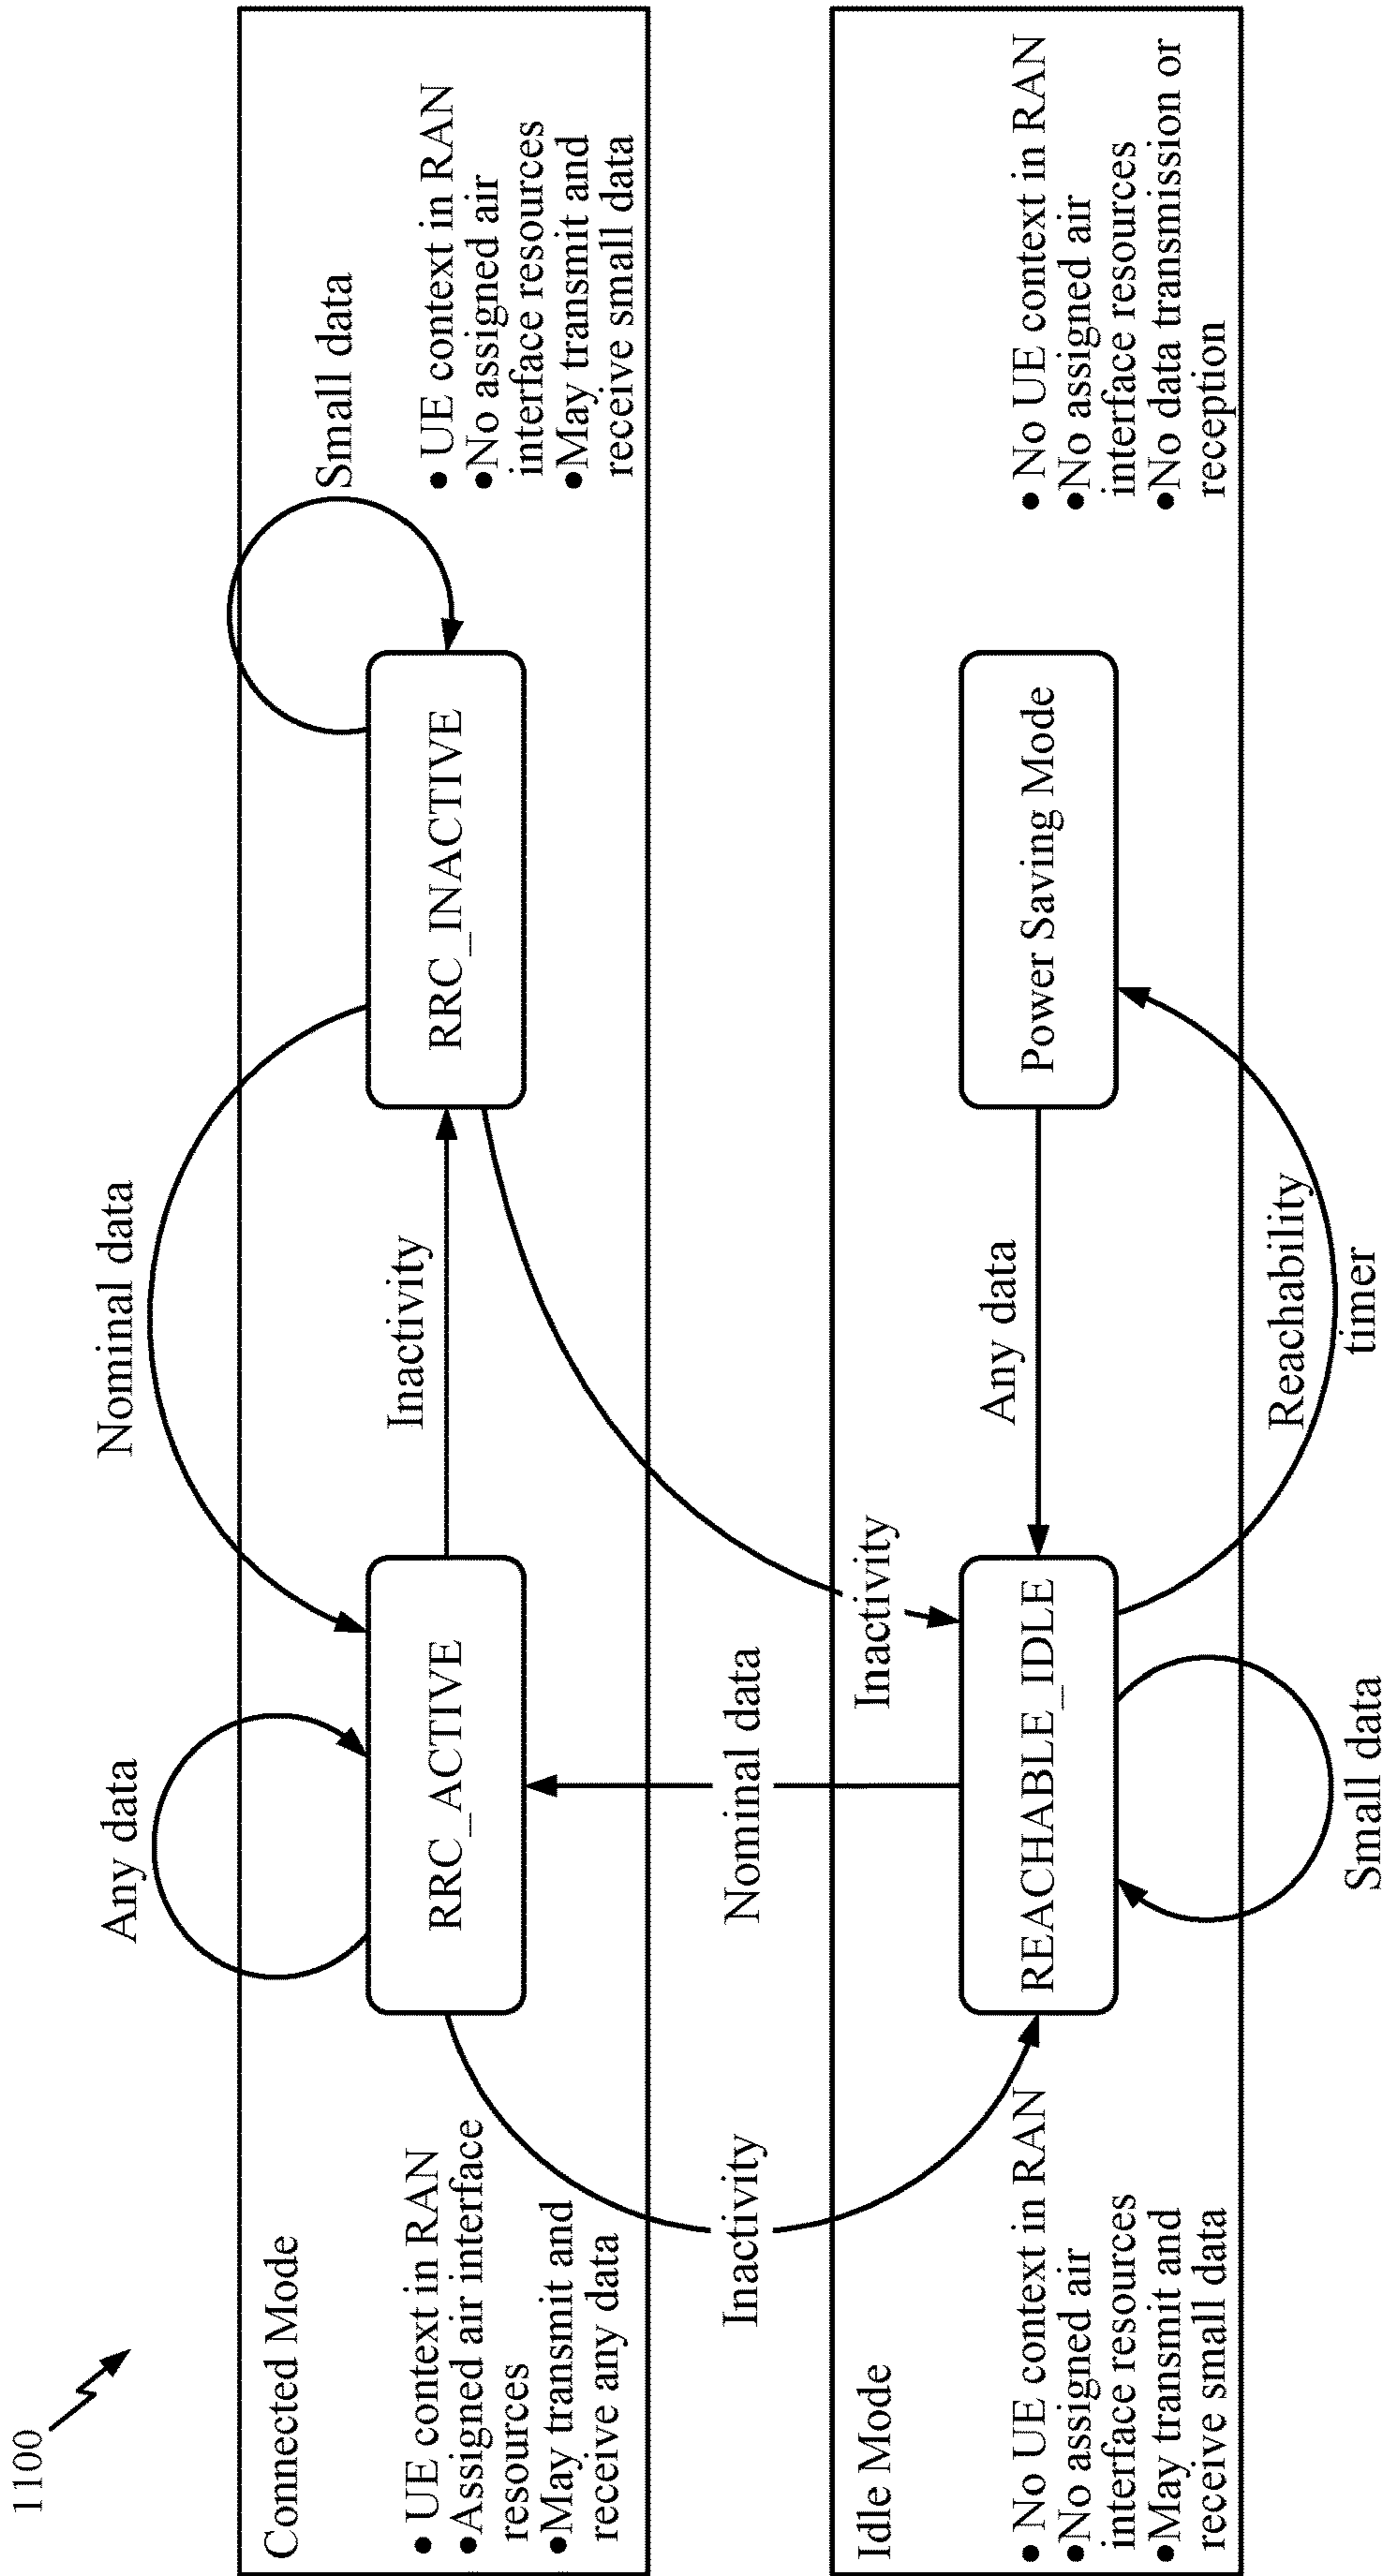 1100
Connected Mode
Any data
Nominal data
Small data
• UE context in RAN
•Assigned air interface
resources
•May transmit and
receive any data
RRC_ACTIVE
Inactivity
RRC_INACTIVE
• UE context in RAN
•No assigned air
interface resources
•May transmit and
receive small data
Inactivity
Nominal data
Inactivity
Idle Mode
• No UE context in RAN
•No assigned air
interface resources
•May transmit and
receive small data
REACHABLE_IDLE
Any data
Power Saving Mode
• No UE context in RAN
•No assigned air
interface resources
•No data transmission or
reception
Small data
Reachability
timer